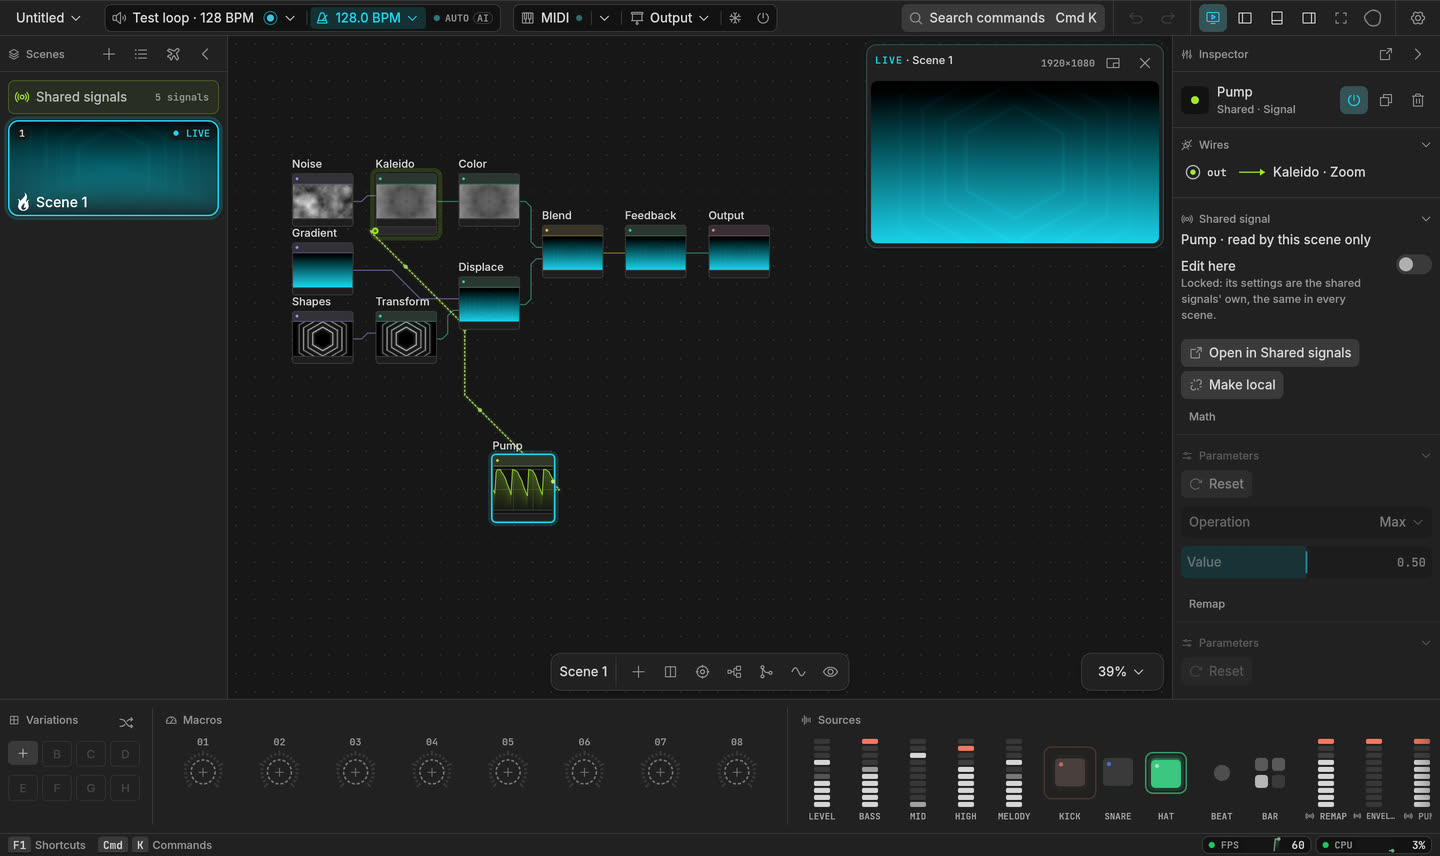 Untitled
Test loop · 128 BPM
128.0 BPM
AUTO AI
MIDI
Output
Search commands Cmd K
Scenes
Shared signals 5 signals
1 LIVE
Scene 1
Noise
Kaleido
Color
Gradient
Blend
Feedback
Output
Displace
Shapes
Transform
Pump
LIVE · Scene 1
1920×1080
Scene 1
39%
Inspector
Pump
Shared · Signal
Wires
out Kaleido · Zoom
Shared signal
Pump · read by this scene only
Edit here
Locked: its settings are the shared
signals' own, the same in every
scene.
Open in Shared signals
Make local
Math
Parameters
Reset
Operation Max
Value 0.50
Remap
Parameters
Reset
Variations
B C D
E F G H
Macros
01 02 03 04 05 06 07 08
Sources
LEVEL BASS MID HIGH MELODY KICK SNARE HAT BEAT BAR REMAP ENVEL…
F1 Shortcuts Cmd K Commands
FPS 60
CPU 3%